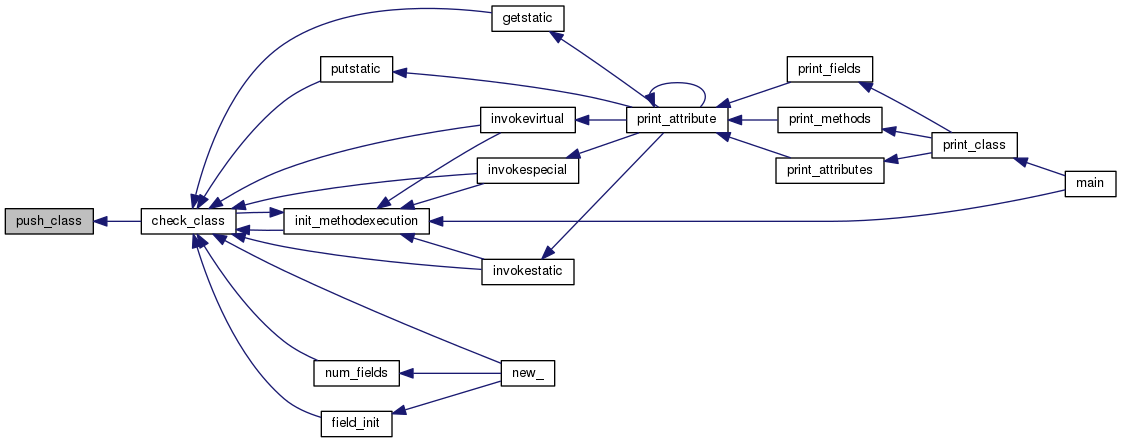 getstatic
putstatic
print_fields
invokevirtual
print_attribute
print_methods
print_class
invokespecial
print_attributes
main
push_class
check_class
init_methodexecution
invokestatic
num_fields
new_
field_init